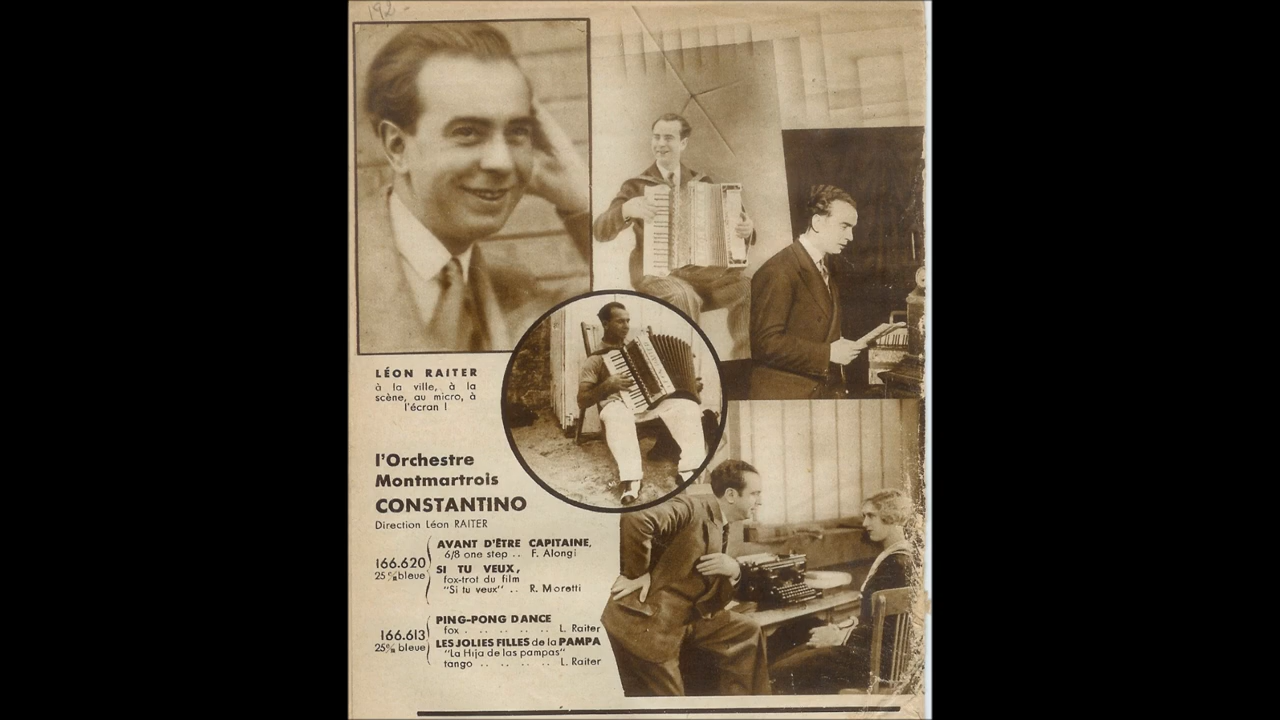 192-
LÉON RAITER
à la ville, à la
scène, au micro, à
l'écran !
l'Orchestre
Montmartrois
CONSTANTINO
Direction Léon RAITER
166.620
25 c/m bleue
AVANT D'ÊTRE CAPITAINE,
6/8 one step .. F. Alongi
SI TU VEUX,
fox-trot du film
"Si tu veux" .. R. Moretti
166.613
25 c/m bleue
PING-PONG DANCE
fox . .. .. .. .. L. Raiter
LES JOLIES FILLES de la PAMPA
"La Hija de las pampas"
tango .. .. .. .. L. Raiter